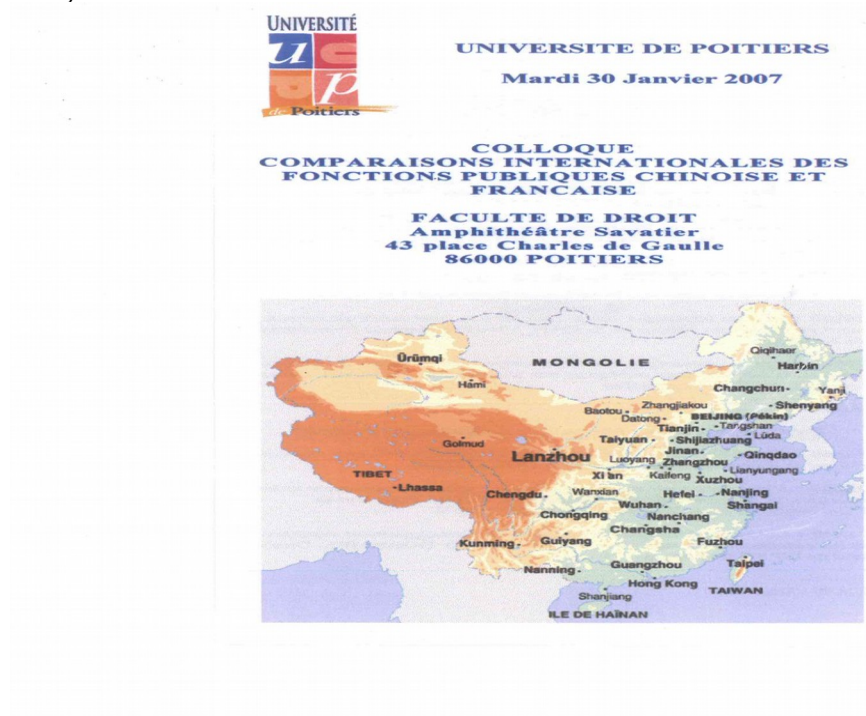 UNIVERSITÉ
u c
d p
de Poitiers
UNIVERSITE DE POITIERS
Mardi 30 Janvier 2007
COLLOQUE
COMPARAISONS INTERNATIONALES DES
FONCTIONS PUBLIQUES CHINOISE ET
FRANCAISE
FACULTE DE DROIT
Amphithéâtre Savatier
43 place Charles de Gaulle
86000 POITIERS
Qiqihaer
Ürümqi
MONGOLIE
Harbin
Hami
Changchun
Yanji
Zhangjiakou
Shenyang
Baotou
Datong
BEIJING (Pékin)
Tianjin
Tangshan
Golmud
Taiyuan
Shijiazhuang
Lüda
Lanzhou
Jinan
Qingdao
Luoyang
Zhangzhou
TIBET
Xi an
Kaifeng
Lianyungang
Xuzhou
Lhassa
Chengdu
Wanxian
Hefei
Nanjing
Wuhan
Shangai
Chongqing
Nanchang
Changsha
Kunming
Guiyang
Fuzhou
Nanning
Guangzhou
Taipei
Hong Kong
TAIWAN
Shanjiang
ILE DE HAÏNAN